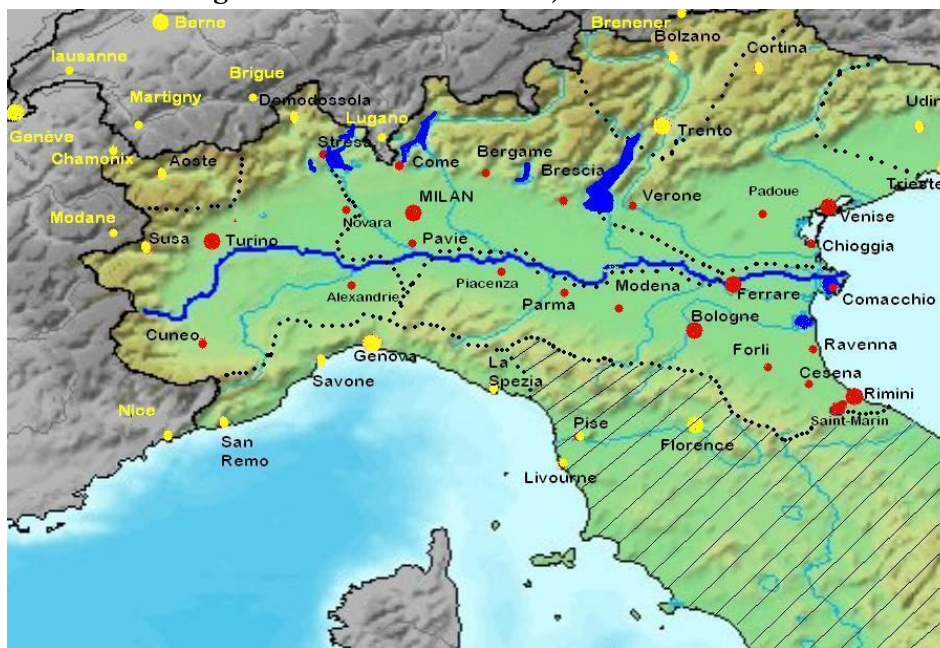 Berne
Brenener
Bolzano
Cortina
lausanne
Brigue
Demodossola
Martigny
Lugano
Udin
Genève
Trento
Chamonix
Aoste
Stresa
Come
Bergame
Brescia
Verone
Padoue
Trieste
MILAN
Novara
Venise
Modane
Susa
Turino
Pavie
Chioggia
Piacenza
Modena
Alexandrie
Parma
Ferrare
Comacchio
Bologne
Cuneo
Genova
La
Spezia
Forli
Ravenna
Cesena
Savone
Rimini
Nice
Saint-Marin
San
Remo
Pise
Florence
Livourne